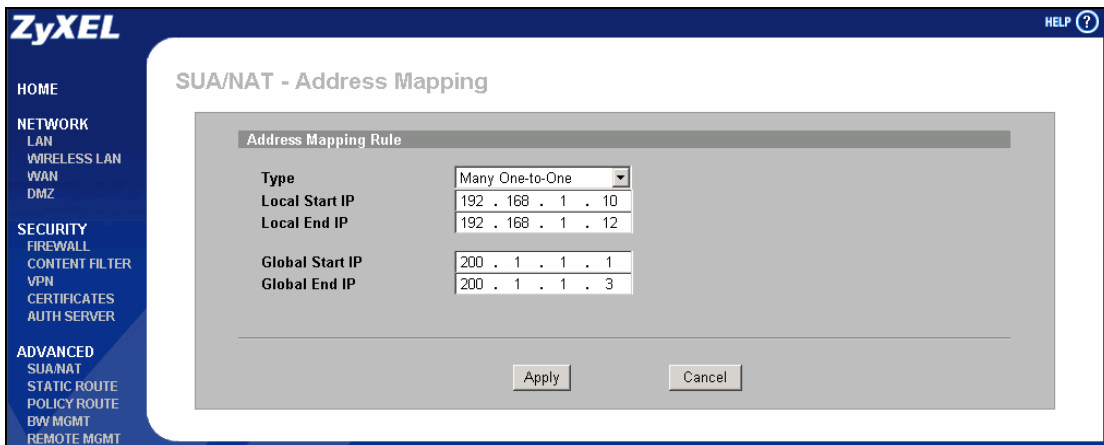 ZyXEL
HELP ?
HOME
NETWORK
LAN
WIRELESS LAN
WAN
DMZ
SECURITY
FIREWALL
CONTENT FILTER
VPN
CERTIFICATES
AUTH SERVER
ADVANCED
SUA/NAT
STATIC ROUTE
POLICY ROUTE
BW MGMT
REMOTE MGMT
SUA/NAT - Address Mapping
Address Mapping Rule
Type Many One-to-One
Local Start IP 192 . 168 . 1 . 10
Local End IP 192 . 168 . 1 . 12
Global Start IP 200 . 1 . 1 . 1
Global End IP 200 . 1 . 1 . 3
Apply Cancel